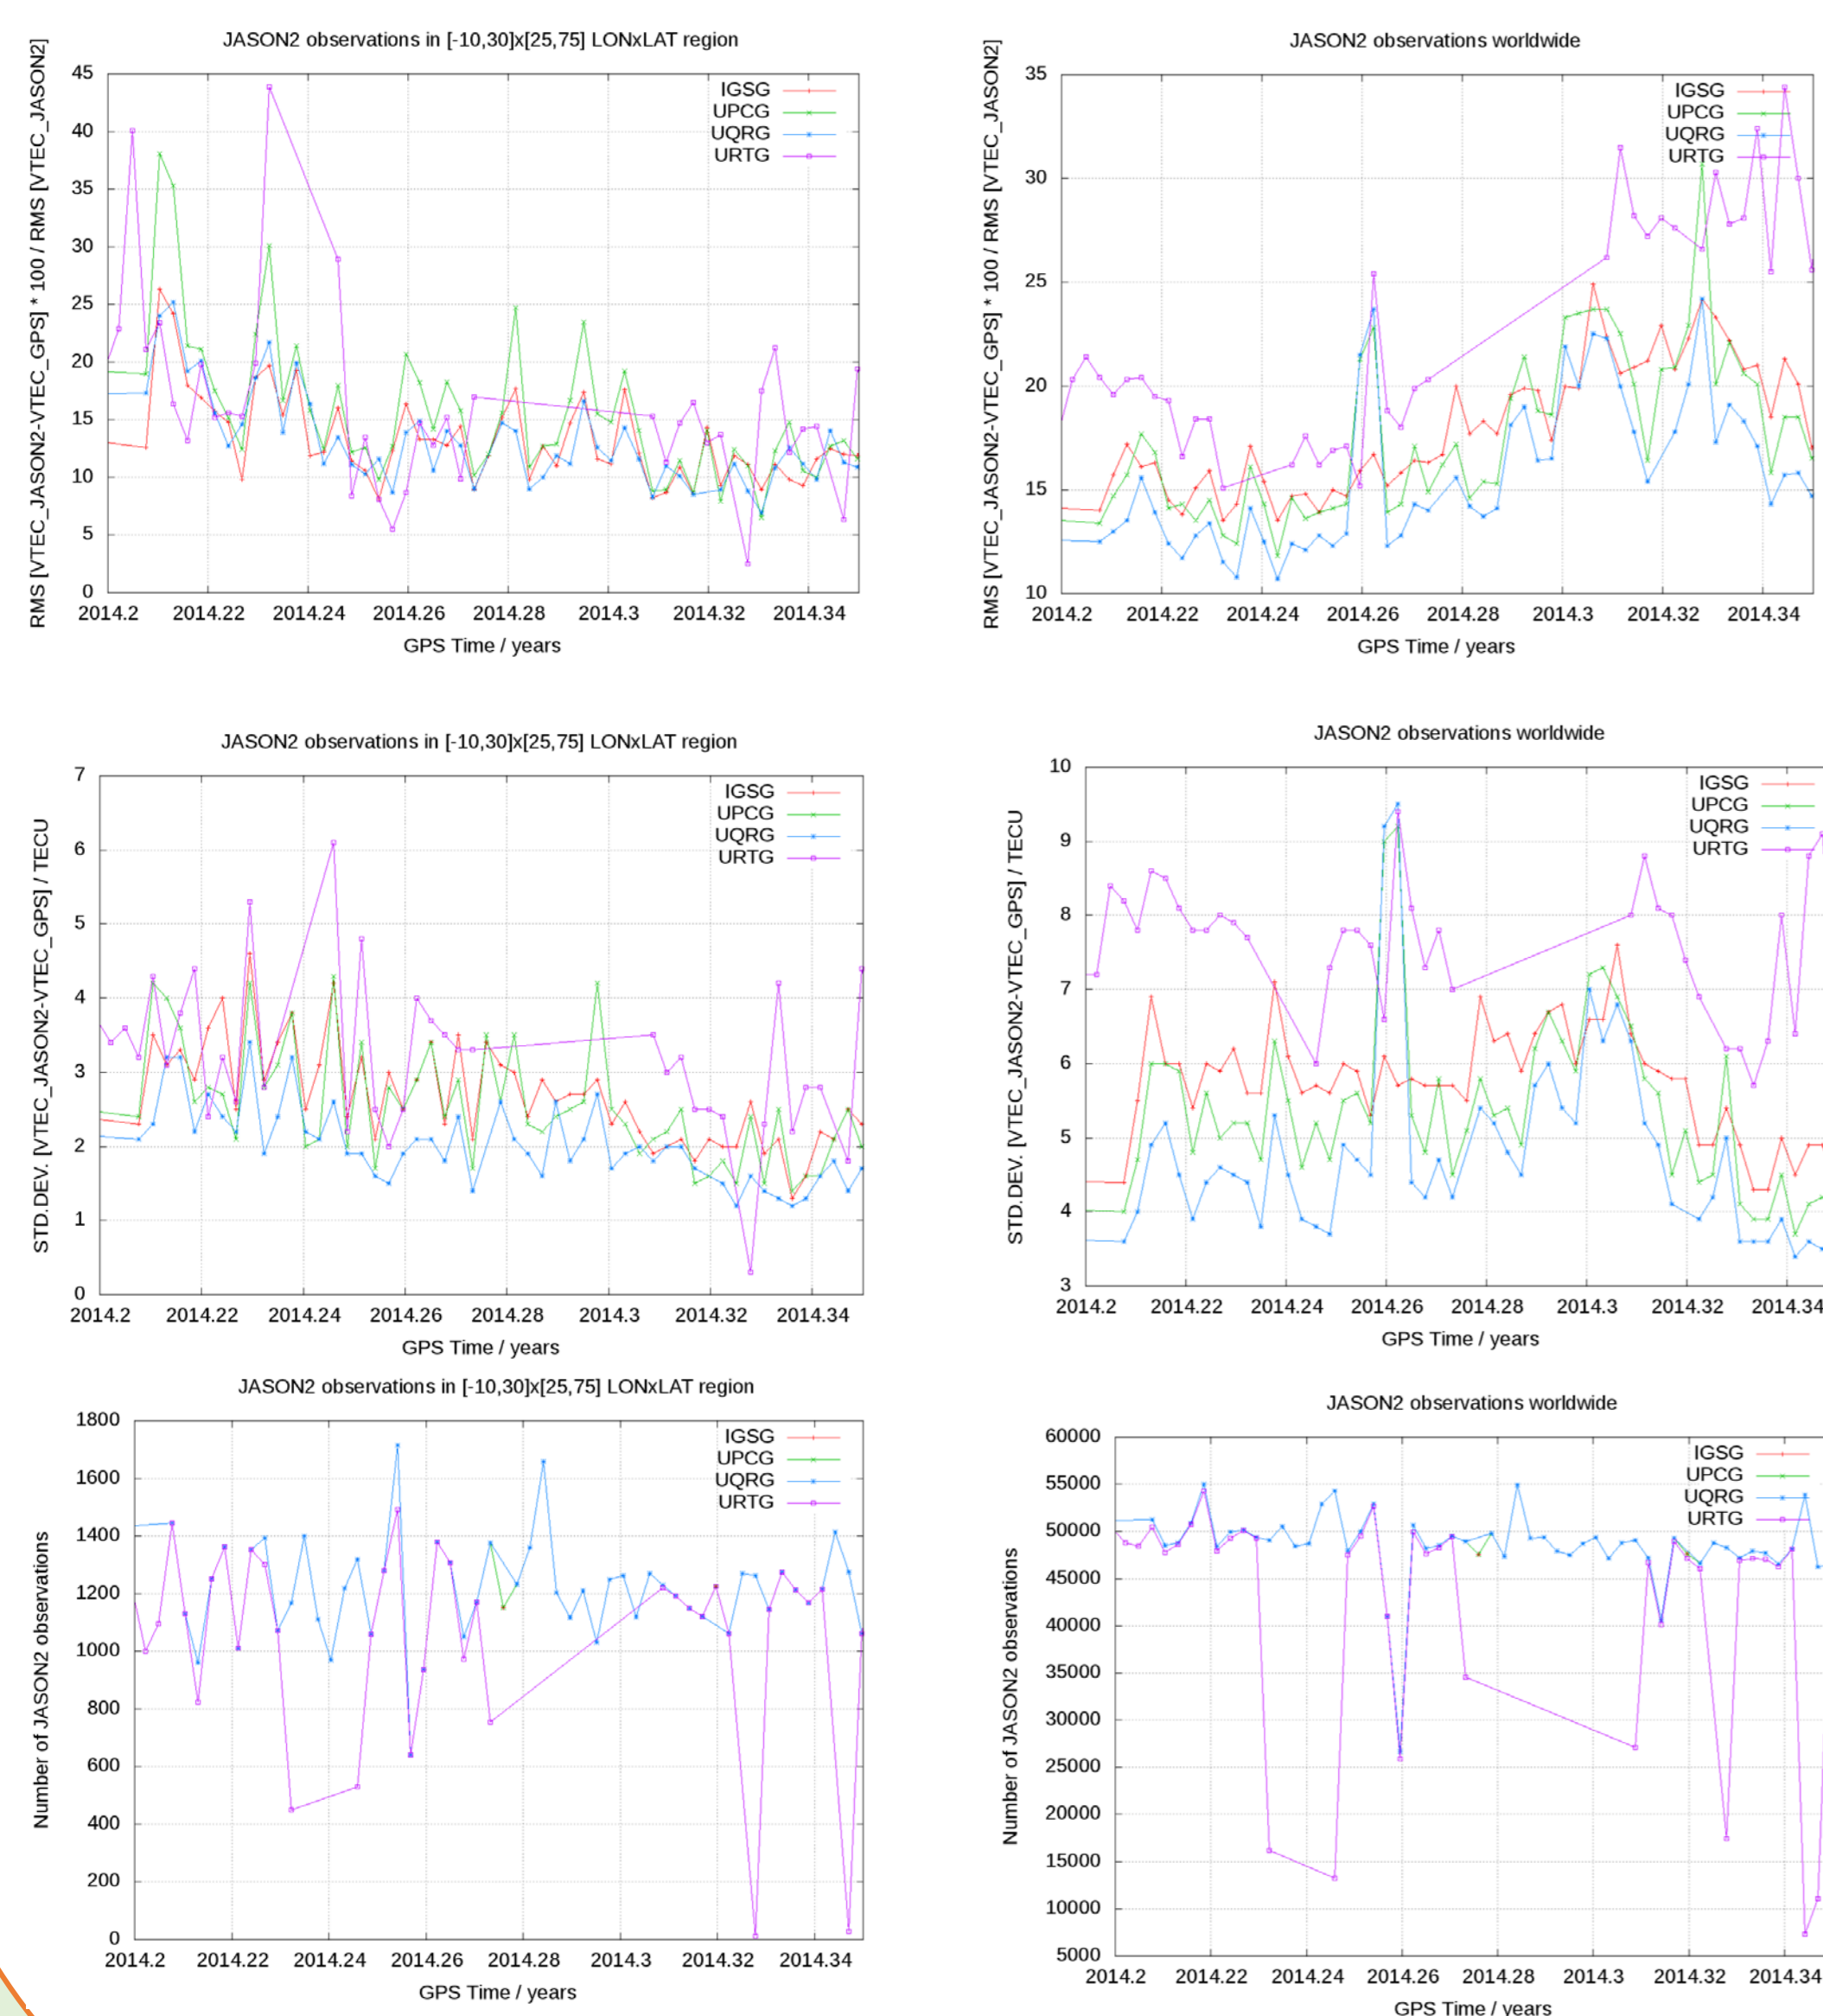 JASON2 observations in [-10,30]x[25,75] LONxLAT region
RMS [VTEC_JASON2-VTEC_GPS] * 100 / RMS [VTEC_JASON2]
45
40
35
30
25
20
15
10
5
0
IGSG
UPCG
UQRG
URTG
2014.2 2014.22 2014.24 2014.26 2014.28 2014.3 2014.32 2014.34
GPS Time / years
JASON2 observations worldwide
RMS [VTEC_JASON2-VTEC_GPS] * 100 / RMS [VTEC_JASON2]
35
30
25
20
15
10
IGSG
UPCG
UQRG
URTG
2014.2 2014.22 2014.24 2014.26 2014.28 2014.3 2014.32 2014.34
GPS Time / years
JASON2 observations in [-10,30]x[25,75] LONxLAT region
STD.DEV. [VTEC_JASON2-VTEC_GPS] / TECU
7
6
5
4
3
2
1
0
IGSG
UPCG
UQRG
URTG
2014.2 2014.22 2014.24 2014.26 2014.28 2014.3 2014.32 2014.34
GPS Time / years
JASON2 observations worldwide
STD.DEV. [VTEC_JASON2-VTEC_GPS] / TECU
10
9
8
7
6
5
4
3
IGSG
UPCG
UQRG
URTG
2014.2 2014.22 2014.24 2014.26 2014.28 2014.3 2014.32 2014.34
GPS Time / years
JASON2 observations in [-10,30]x[25,75] LONxLAT region
Number of JASON2 observations
1800
1600
1400
1200
1000
800
600
400
200
0
IGSG
UPCG
UQRG
URTG
2014.2 2014.22 2014.24 2014.26 2014.28 2014.3 2014.32 2014.34
GPS Time / years
JASON2 observations worldwide
Number of JASON2 observations
60000
55000
50000
45000
40000
35000
30000
25000
20000
15000
10000
5000
IGSG
UPCG
UQRG
URTG
2014.2 2014.22 2014.24 2014.26 2014.28 2014.3 2014.32 2014.34
GPS Time / years